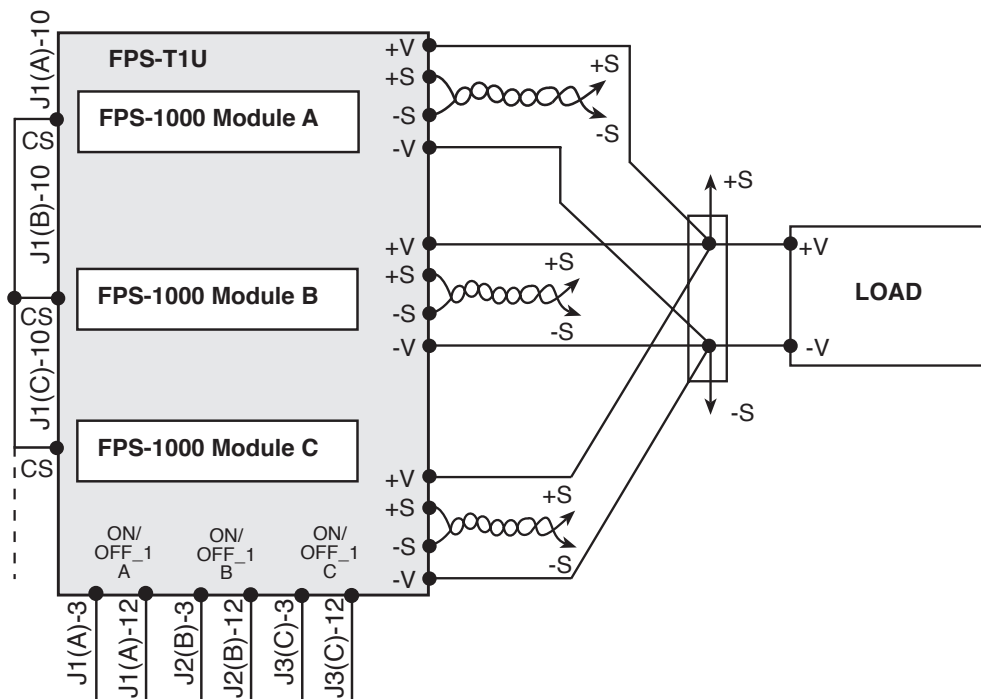 J1(A)-10
CS
J1(B)-10
CS
J1(C)-10
CS
FPS-T1U
FPS-1000 Module A
FPS-1000 Module B
FPS-1000 Module C
+V
+S
-S
-V
+V
+S
-S
-V
+V
+S
-S
-V
+S
-S
+S
-S
+S
-S
+S
-S
+V
LOAD
-V
ON/
OFF_1
A
ON/
OFF_1
B
ON/
OFF_1
C
J1(A)-3
J1(A)-12
J2(B)-3
J2(B)-12
J3(C)-3
J3(C)-12